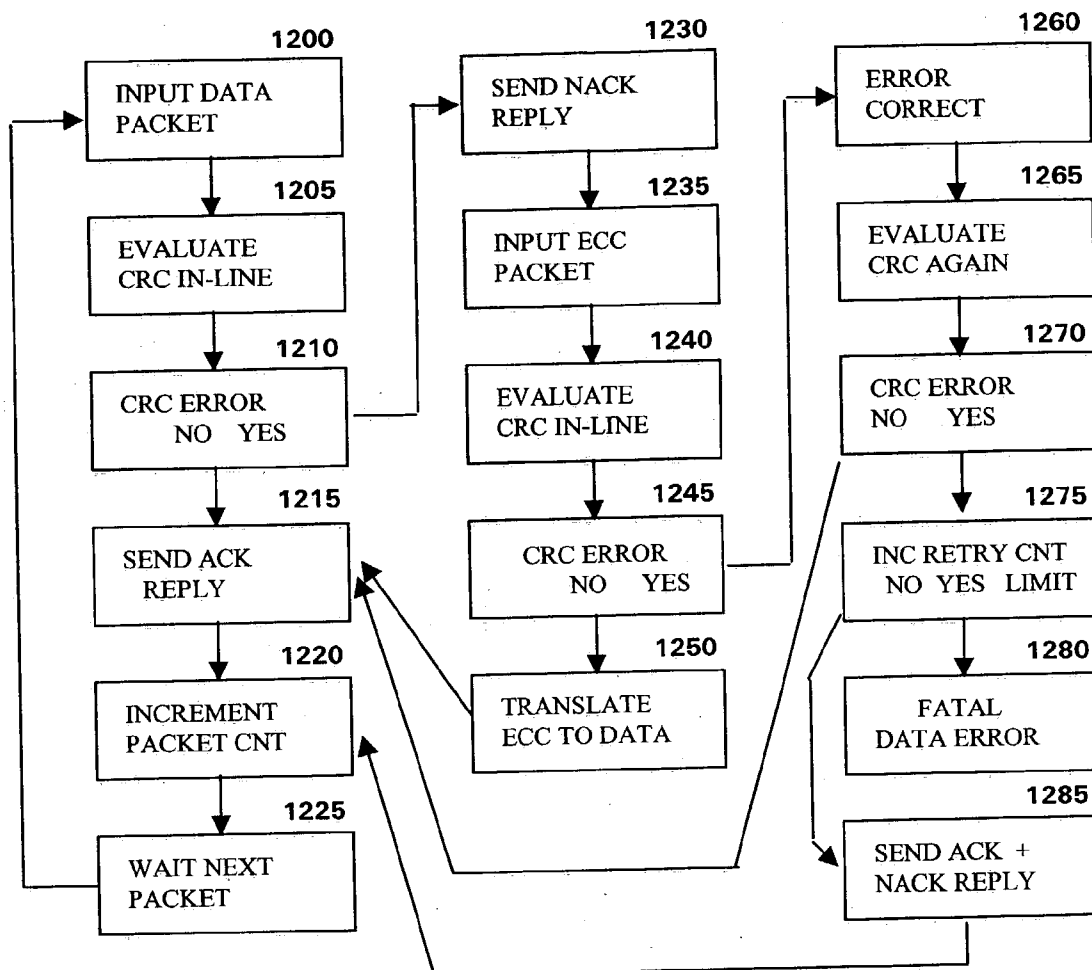 1200
INPUT DATA
PACKET
1205
EVALUATE
CRC IN-LINE
1210
CRC ERROR
NO YES
1215
SEND ACK
REPLY
1220
INCREMENT
PACKET CNT
1225
WAIT NEXT
PACKET
1230
SEND NACK
REPLY
1235
INPUT ECC
PACKET
1240
EVALUATE
CRC IN-LINE
1245
CRC ERROR
NO YES
1250
TRANSLATE
ECC TO DATA
1260
ERROR
CORRECT
1265
EVALUATE
CRC AGAIN
1270
CRC ERROR
NO YES
1275
INC RETRY CNT
NO YES LIMIT
1280
FATAL
DATA ERROR
1285
SEND ACK +
NACK REPLY